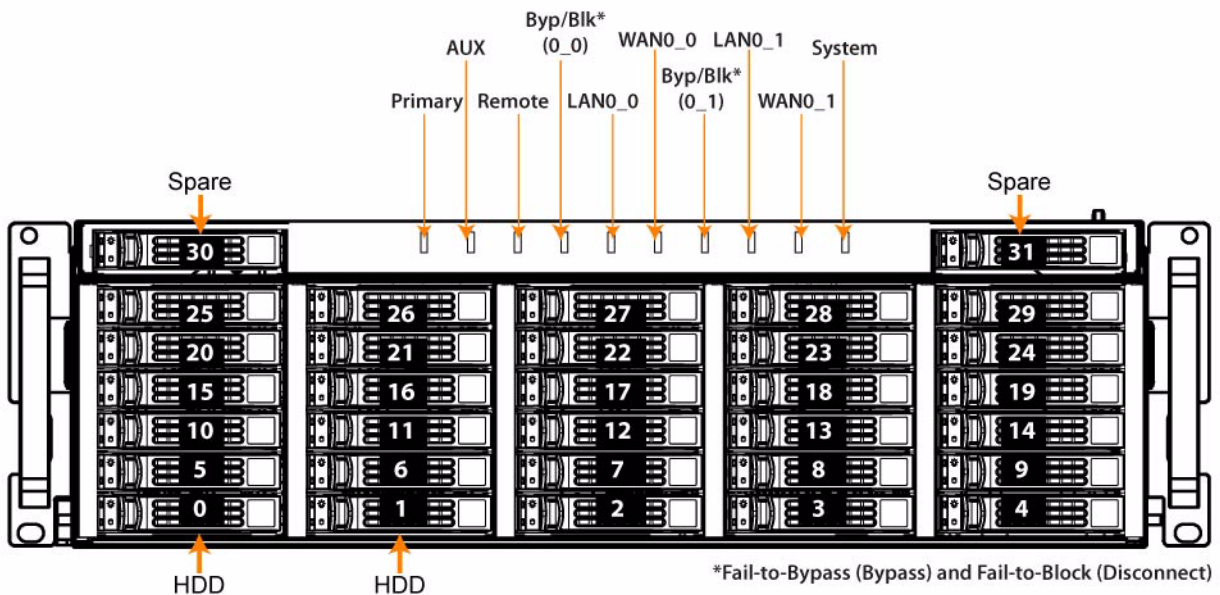 Byp/Blk*
(0_0)
WAN0_0 LAN0_1
AUX
System
Byp/Blk*
(0_1)
Primary Remote LAN0_0 WAN0_1
Spare Spare
30 31
25 26 27 28 29
20 21 22 23 24
15 16 17 18 19
10 11 12 13 14
5 6 7 8 9
0 1 2 3 4
*Fail-to-Bypass (Bypass) and Fail-to-Block (Disconnect)
HDD HDD